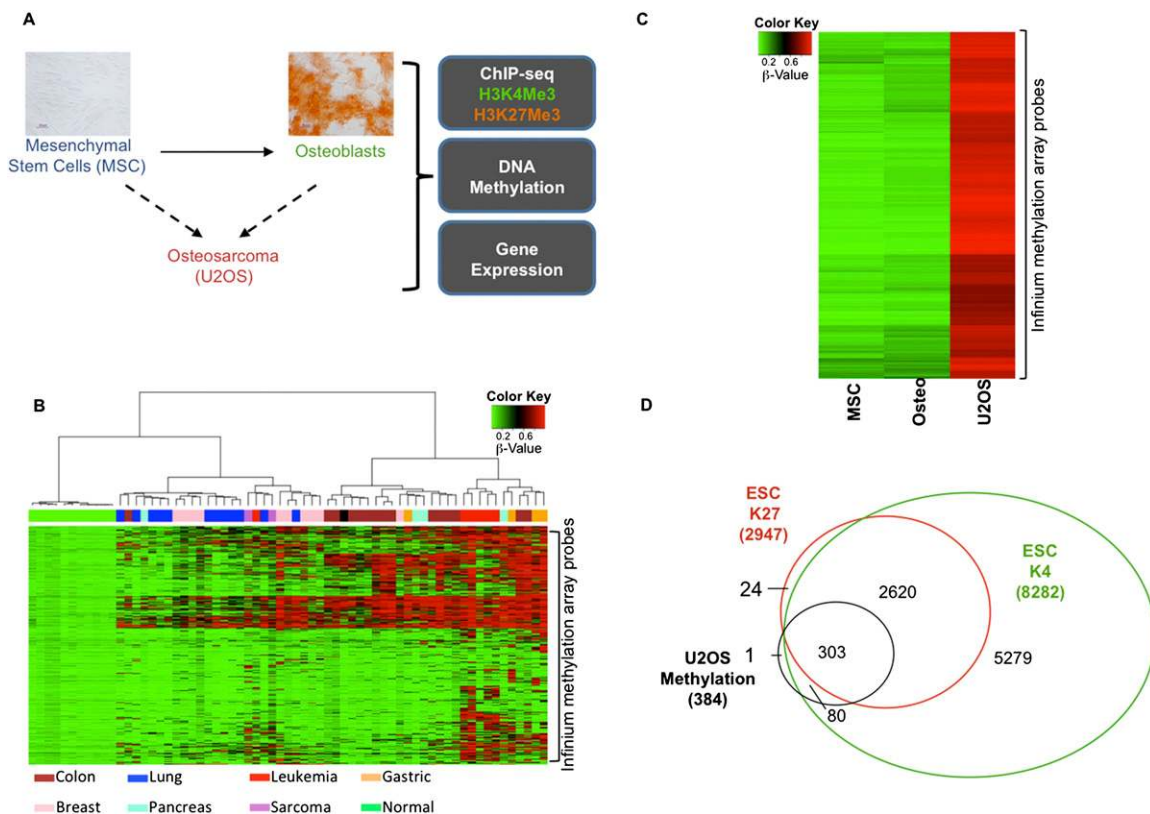 A
Mesenchymal
Stem Cells (MSC)
Osteoblasts
Osteosarcoma
(U2OS)
ChIP-seq
H3K4Me3
H3K27Me3
DNA
Methylation
Gene
Expression
B
Color Key
0.2 0.6
β-Value
Infinium methylation array probes
Colon
Lung
Leukemia
Gastric
Breast
Pancreas
Sarcoma
Normal
C
Color Key
0.2 0.6
β-Value
Infinium methylation array probes
MSC
Osteo
U2OS
D
ESC
K27
(2947)
ESC
K4
(8282)
24
2620
5279
303
1
80
U2OS
Methylation
(384)